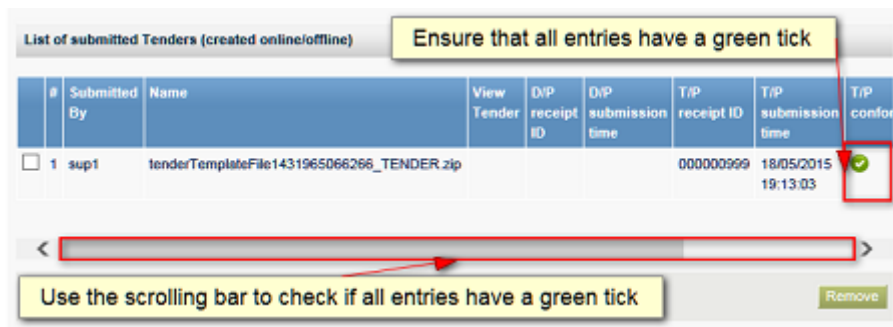 List of submitted Tenders (created online/offline)
Ensure that all entries have a green tick
# Submitted By Name View Tender D/P receipt ID D/P submission time T/P receipt ID T/P submission time T/P confor
1 sup1 tenderTemplateFile1431965066266_TENDER.zip 000000999 18/05/2015 19:13:03
Use the scrolling bar to check if all entries have a green tick
Remove